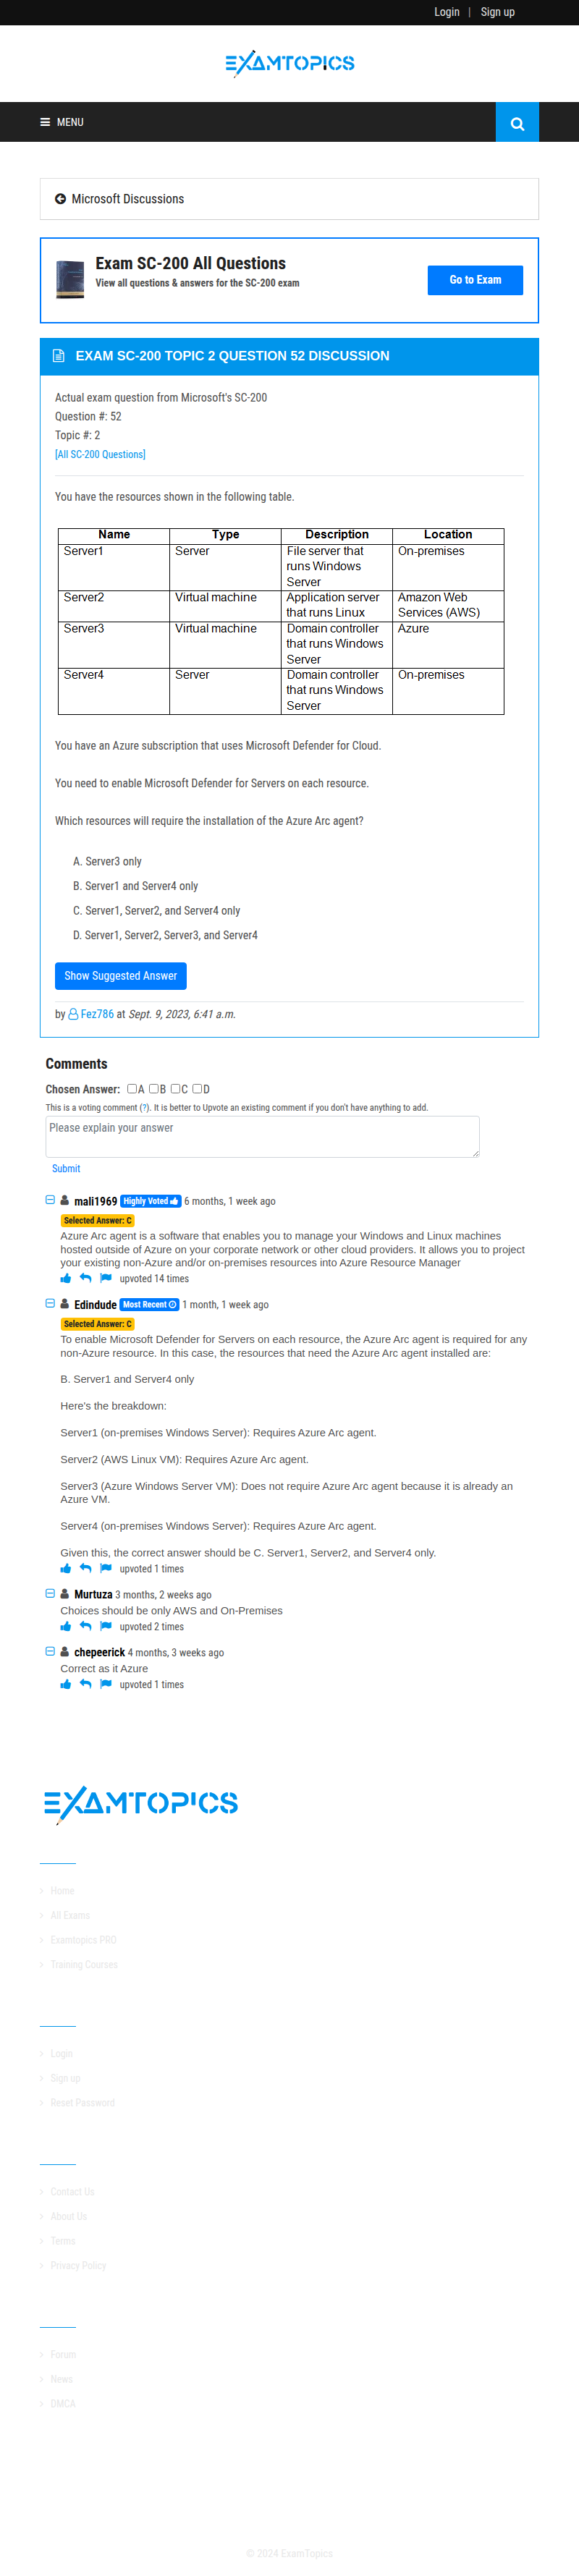 Login | Sign up
EXAMTOPICS
MENU
Microsoft Discussions
Exam SC-200 All Questions
View all questions & answers for the SC-200 exam
Go to Exam
EXAM SC-200 TOPIC 2 QUESTION 52 DISCUSSION
Actual exam question from Microsoft's SC-200
Question #: 52
Topic #: 2
[All SC-200 Questions]
You have the resources shown in the following table.
Name Type Description Location
Server1 Server File server that On-premises
runs Windows
Server
Server2 Virtual machine Application server Amazon Web
that runs Linux Services (AWS)
Server3 Virtual machine Domain controller Azure
that runs Windows
Server
Server4 Server Domain controller On-premises
that runs Windows
Server
You have an Azure subscription that uses Microsoft Defender for Cloud.
You need to enable Microsoft Defender for Servers on each resource.
Which resources will require the installation of the Azure Arc agent?
A. Server3 only
B. Server1 and Server4 only
C. Server1, Server2, and Server4 only
D. Server1, Server2, Server3, and Server4
Show Suggested Answer
by Fez786 at Sept. 9, 2023, 6:41 a.m.
Comments
Chosen Answer: A B C D
This is a voting comment (?). It is better to Upvote an existing comment if you don't have anything to add.
Please explain your answer
Submit
mali1969 Highly Voted 6 months, 1 week ago
Selected Answer: C
Azure Arc agent is a software that enables you to manage your Windows and Linux machines
hosted outside of Azure on your corporate network or other cloud providers. It allows you to project
your existing non-Azure and/or on-premises resources into Azure Resource Manager
upvoted 14 times
Edindude Most Recent 1 month, 1 week ago
Selected Answer: C
To enable Microsoft Defender for Servers on each resource, the Azure Arc agent is required for any
non-Azure resource. In this case, the resources that need the Azure Arc agent installed are:
B. Server1 and Server4 only
Here's the breakdown:
Server1 (on-premises Windows Server): Requires Azure Arc agent.
Server2 (AWS Linux VM): Requires Azure Arc agent.
Server3 (Azure Windows Server VM): Does not require Azure Arc agent because it is already an
Azure VM.
Server4 (on-premises Windows Server): Requires Azure Arc agent.
Given this, the correct answer should be C. Server1, Server2, and Server4 only.
upvoted 1 times
Murtuza 3 months, 2 weeks ago
Choices should be only AWS and On-Premises
upvoted 2 times
chepeerick 4 months, 3 weeks ago
Correct as it Azure
upvoted 1 times
EXAMTOPICS
Home
All Exams
Examtopics PRO
Training Courses
Login
Sign up
Reset Password
Contact Us
About Us
Terms
Privacy Policy
Forum
News
DMCA
© 2024 ExamTopics